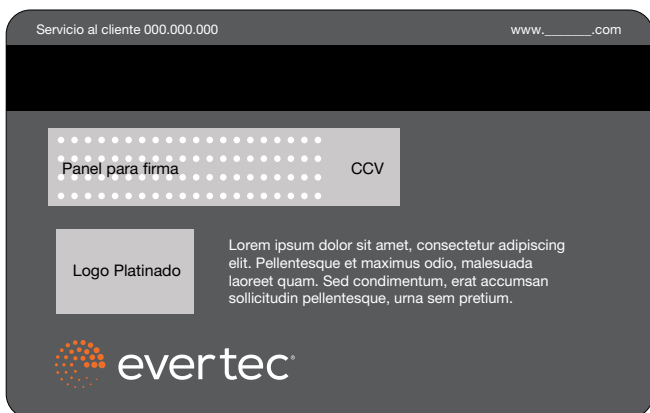 Servicio al cliente 000.000.000 www.______.com
Panel para firma CCV
Logo Platinado
Lorem ipsum dolor sit amet, consectetur adipiscing
elit. Pellentesque et maximus odio, malesuada
laoreet quam. Sed condimentum, erat accumsan
sollicitudin pellentesque, urna sem pretium.
evertec